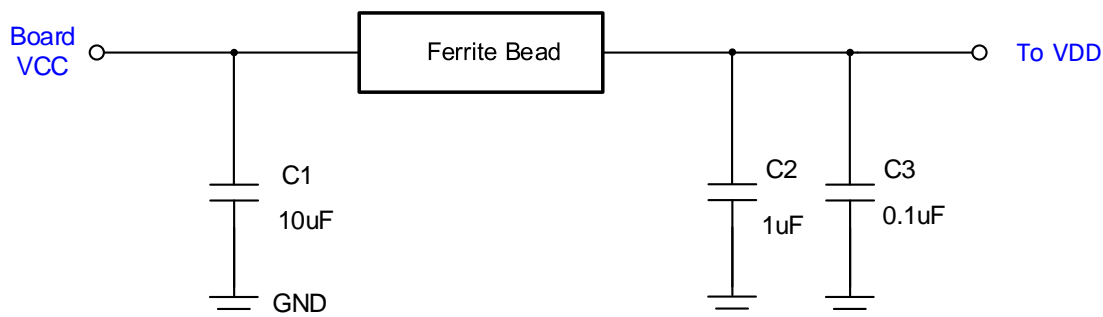 Board
VCC
Ferrite Bead
To VDD
C1
10uF
C2
1uF
C3
0.1uF
GND